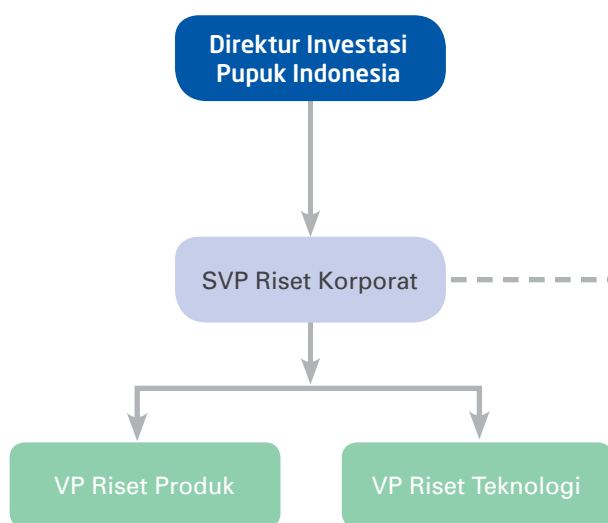 Direktur Investasi
Pupuk Indonesia
SVP Riset Korporat
VP Riset Produk
VP Riset Teknologi